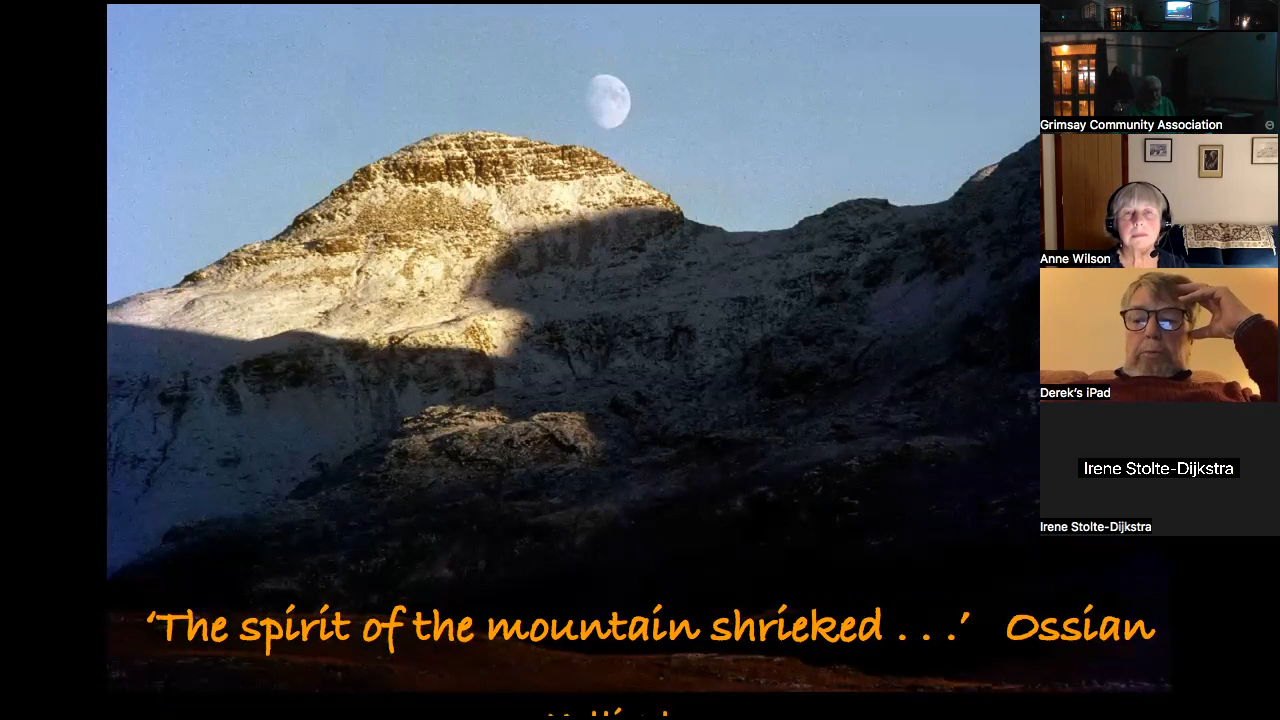 Grimsay Community Association
Anne Wilson
Derek's iPad
Irene Stolte-Dijkstra
Irene Stolte-Dijkstra
‘The spirit of the mountain shrieked . . .’ Ossian